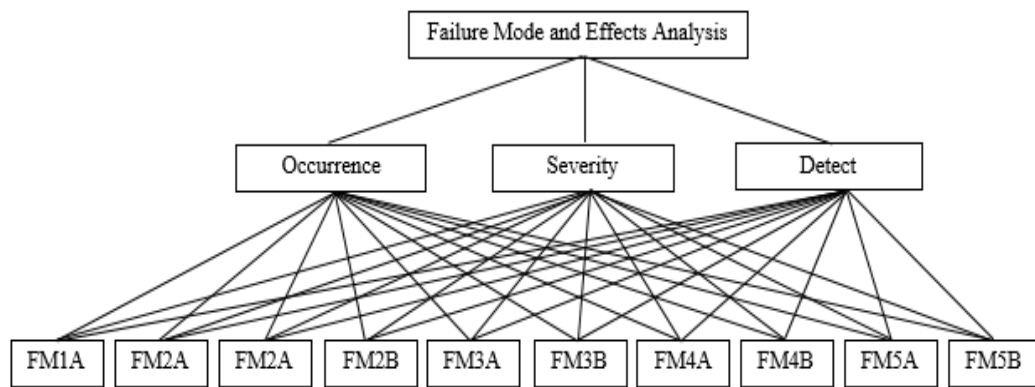 Failure Mode and Effects Analysis
Occurrence
Severity
Detect
FM1A
FM2A
FM2A
FM2B
FM3A
FM3B
FM4A
FM4B
FM5A
FM5B